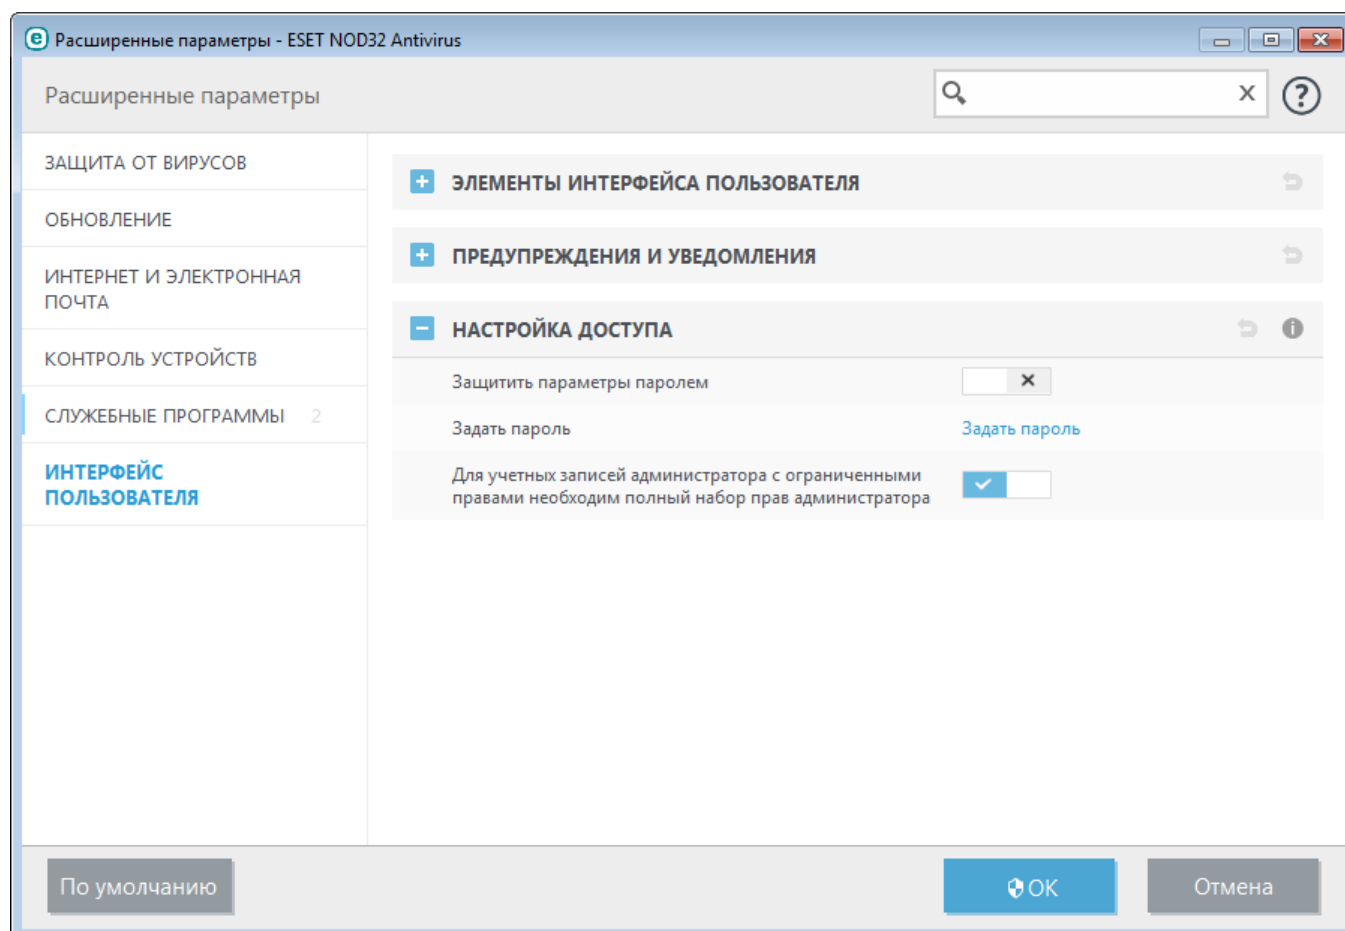 Расширенные параметры - ESET NOD32 Antivirus
Расширенные параметры
ЗАЩИТА ОТ ВИРУСОВ
ОБНОВЛЕНИЕ
ИНТЕРНЕТ И ЭЛЕКТРОННАЯ
ПОЧТА
КОНТРОЛЬ УСТРОЙСТВ
СЛУЖЕБНЫЕ ПРОГРАММЫ 2
ИНТЕРФЕЙС
ПОЛЬЗОВАТЕЛЯ
ЭЛЕМЕНТЫ ИНТЕРФЕЙСА ПОЛЬЗОВАТЕЛЯ
ПРЕДУПРЕЖДЕНИЯ И УВЕДОМЛЕНИЯ
НАСТРОЙКА ДОСТУПА
Защитить параметры паролем
Задать пароль Задать пароль
Для учетных записей администратора с ограниченными
правами необходим полный набор прав администратора
По умолчанию
ОК
Отмена